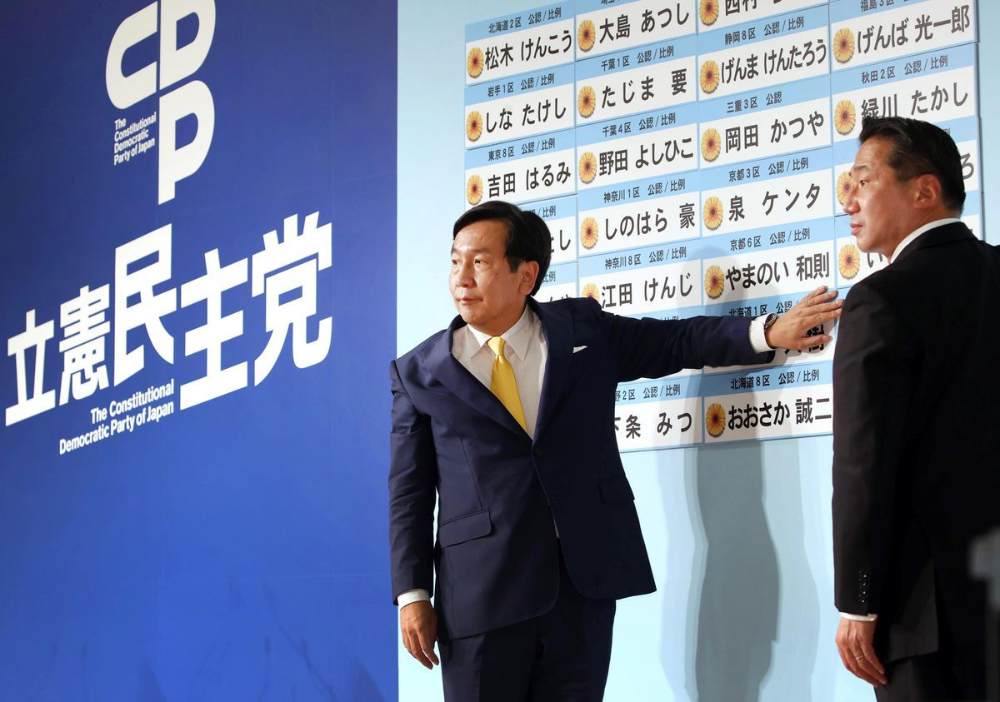 CDP
The
Constitutional
Democratic
Party of Japan
立憲民主党
The Constitutional
Democratic Party of Japan
北海道2区 公認/比例
松木 けんこう
岩手1区 公認/比例
しな たけし
東京8区 公認/比例
吉田 はるみ
大島 あつし
千葉1区 公認/比例
たじま 要
千葉4区 公認/比例
野田 よしひこ
神奈川1区 公認/比例
しのはら 豪
神奈川8区 公認/比例
江田 けんじ
2区 公認/比例
条 みつ
西村
静岡8区 公認/比例
げんま けんたろう
三重3区 公認
岡田 かつや
京都3区 公認/比例
泉 ケンタ
京都6区 公認/比例
やまのい 和則
北海道1区 公
樹
北海道8区 公認/比例
おおさか 誠二
福島3区 公認/比例
げんば 光一郎
秋田2区 公認/比例
緑川 たかし
ろ
い